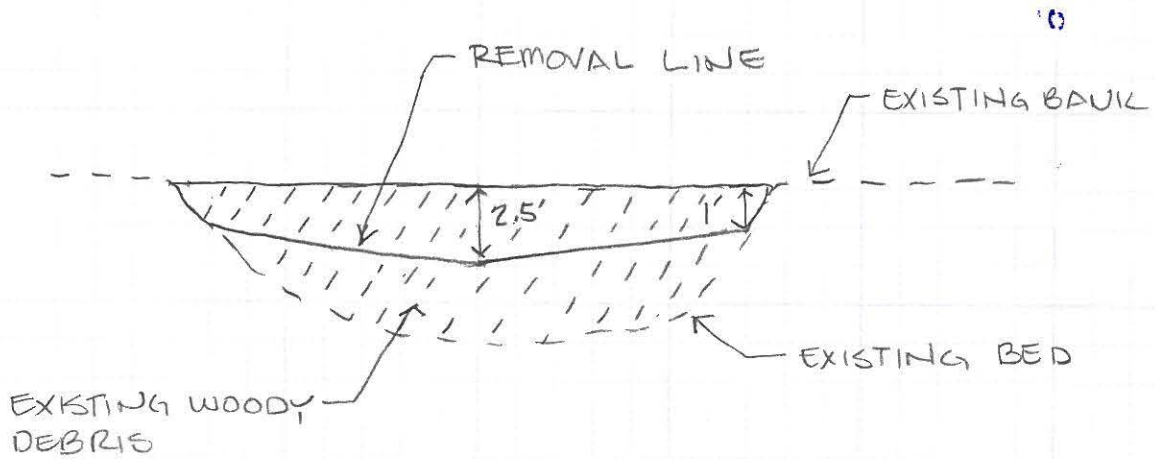 REMOVAL LINE
EXISTING BANK
2.5'
1'
EXISTING BED
EXISTING WOODY
DEBRIS